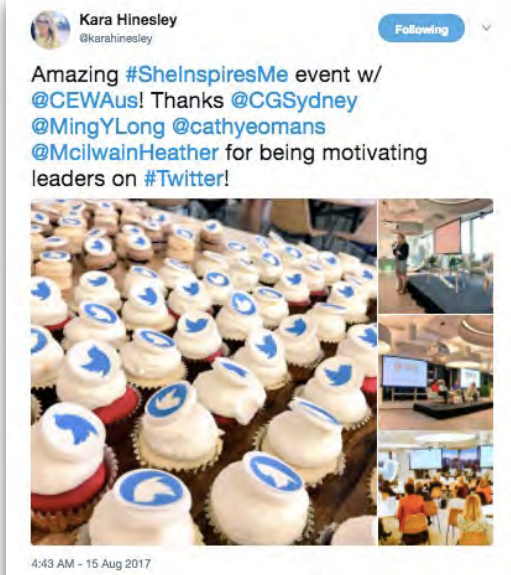 Kara Hinesley
@karahinesley
Following
Amazing #SheInspiresMe event w/
@CEWAus! Thanks @CGSydney
@MingYLong @cathyeomans
@McilwainHeather for being motivating
leaders on #Twitter!
4:43 AM - 15 Aug 2017